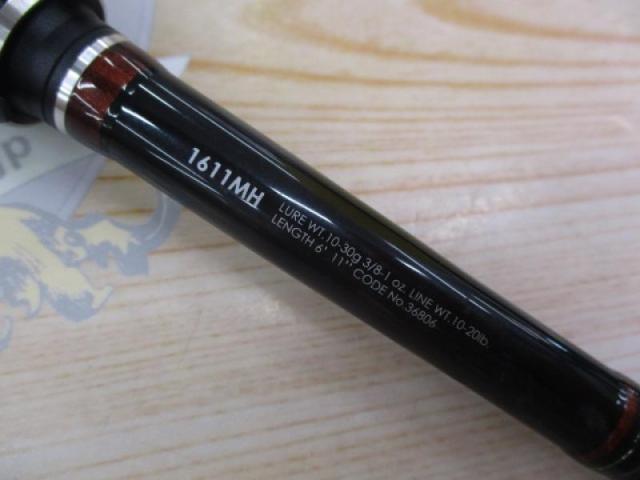 1611MH
LURE WT.10-30g 3/8-1 oz. LINE WT.10-20lb.
LENGTH 6' 11" CODE No.36806